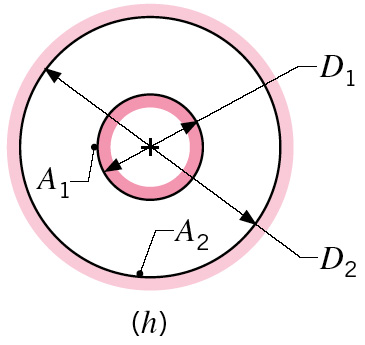 D₁
A₁
A₂
D₂
(h)